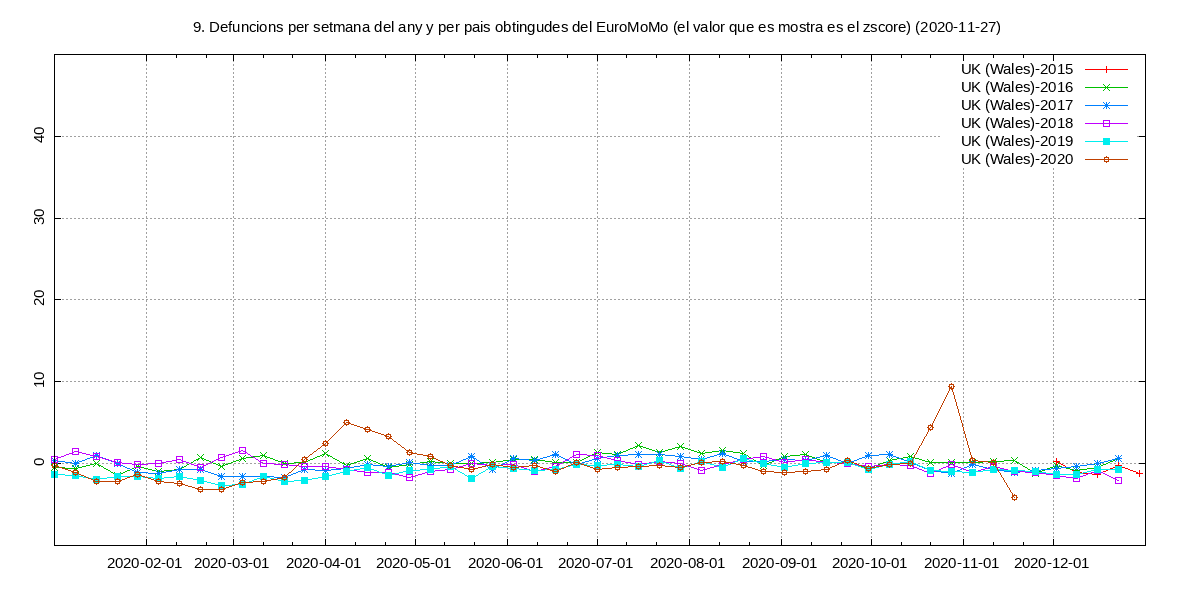 9. Defuncions per setmana del any y per pais obtingudes del EuroMoMo (el valor que es mostra es el zscore) (2020-11-27)
UK (Wales)-2015
UK (Wales)-2016
UK (Wales)-2017
UK (Wales)-2018
UK (Wales)-2019
UK (Wales)-2020
40
30
20
10
0
2020-02-01 2020-03-01 2020-04-01 2020-05-01 2020-06-01 2020-07-01 2020-08-01 2020-09-01 2020-10-01 2020-11-01 2020-12-01